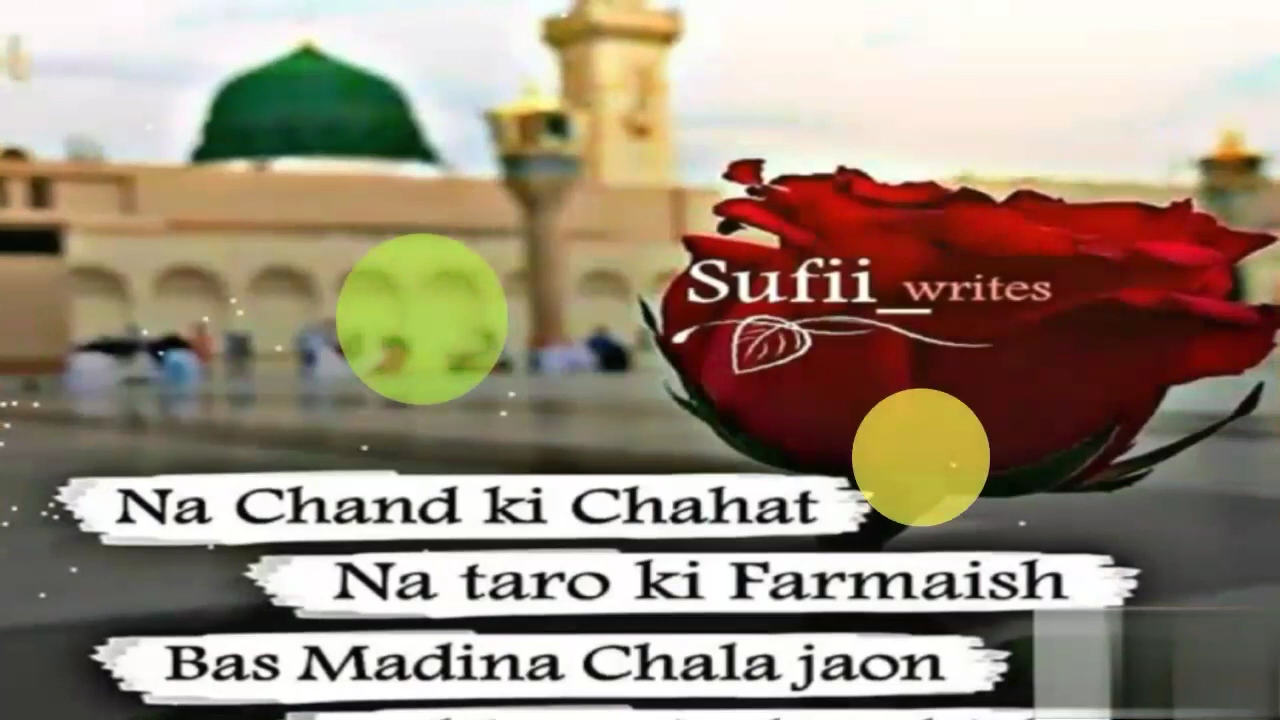 Sufii_writes
Na Chand ki Chahat
Na taro ki Farmaish
Bas Madina Chala jaon